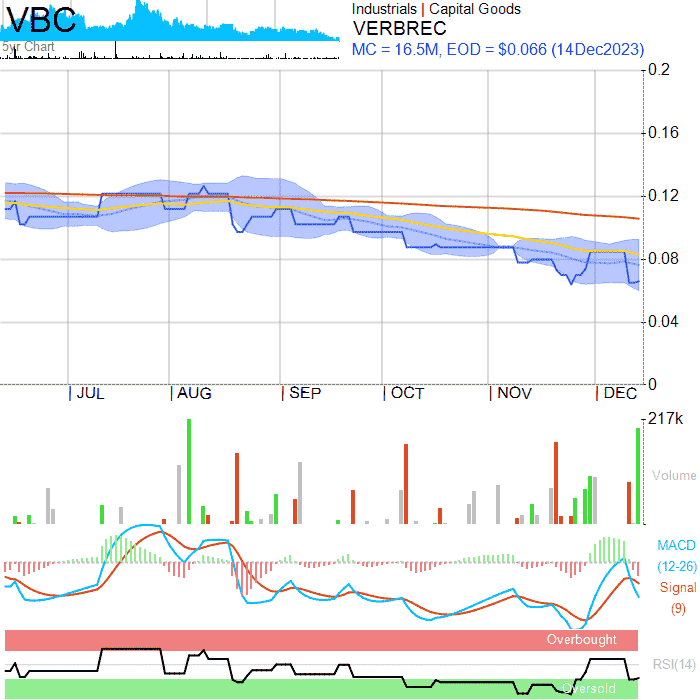 VBC
5yr Chart
Industrials | Capital Goods
VERBREC
MC = 16.5M, EOD = $0.066 (14Dec2023)
0.2
0.16
0.12
0.08
0.04
0
JUL
AUG
SEP
OCT
NOV
DEC
217k
Volume
MACD
(12-26)
Signal
(9)
Overbought
RSI(14)
Oversold